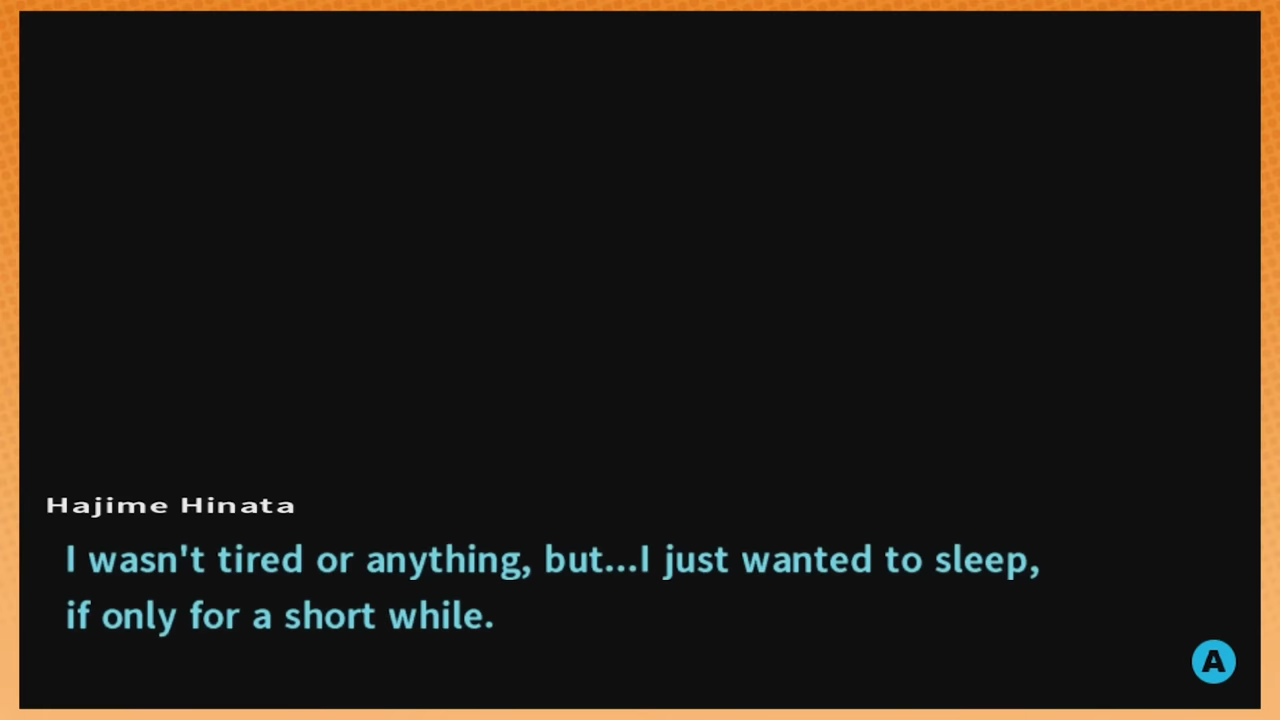 Hajime Hinata
I wasn't tired or anything, but...I just wanted to sleep,
if only for a short while.
A